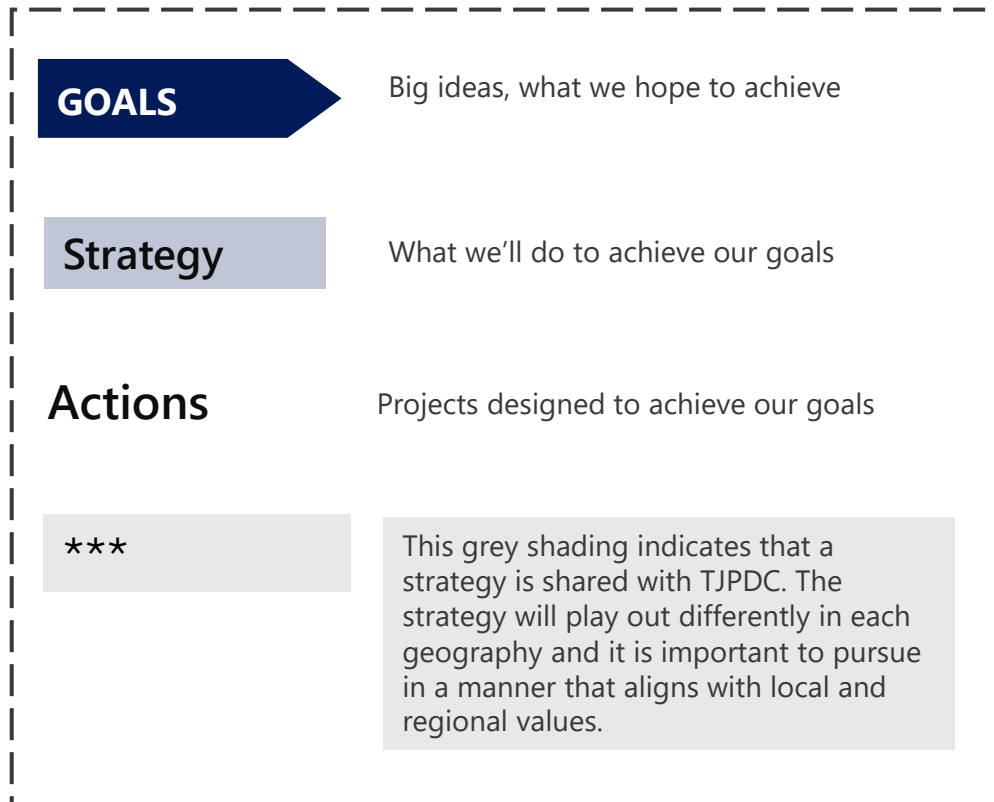 GOALS
Big ideas, what we hope to achieve
Strategy
What we’ll do to achieve our goals
Actions
Projects designed to achieve our goals
***
This grey shading indicates that a
strategy is shared with TJPDC. The
strategy will play out differently in each
geography and it is important to pursue
in a manner that aligns with local and
regional values.